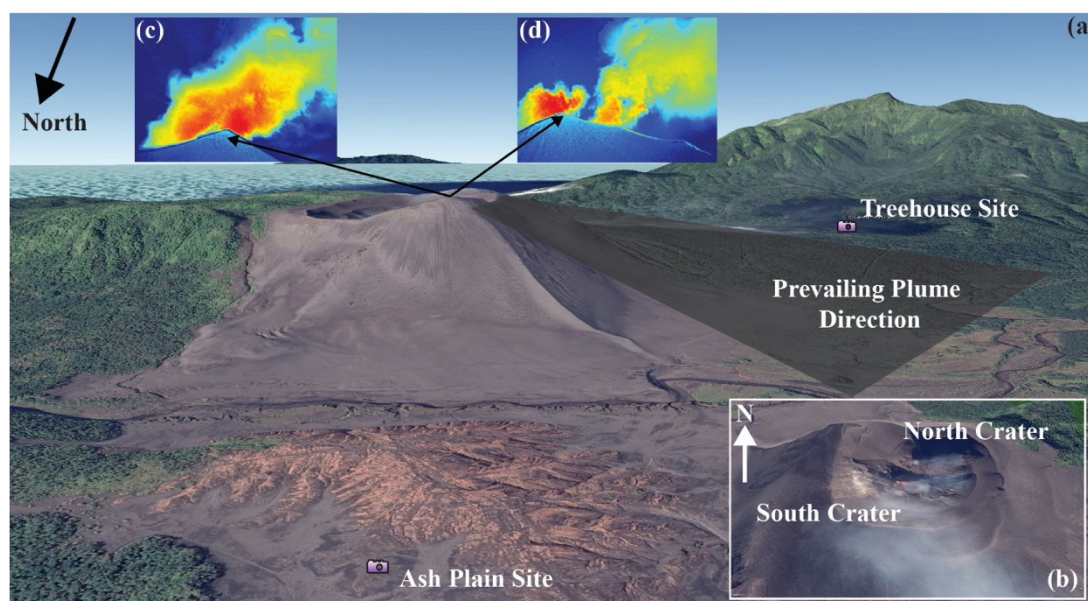 (c)
(d)
(a)
North
Treehouse Site
Prevailing Plume
Direction
N
North Crater
South Crater
Ash Plain Site
(b)